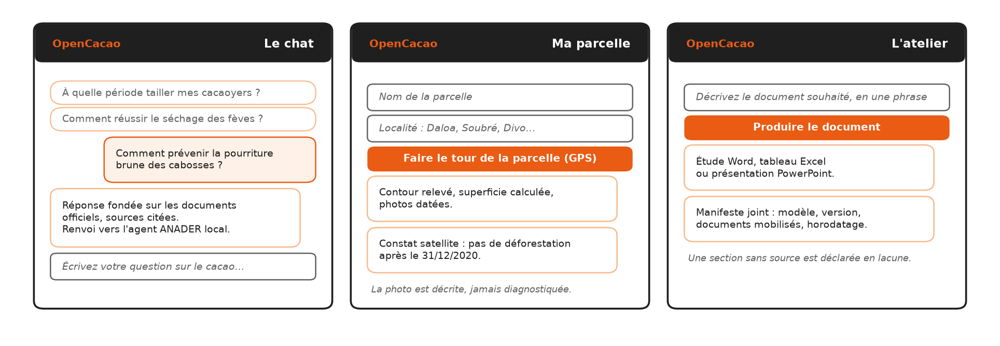 OpenCacao
Le chat
À quelle période tailler mes cacaoyers ?
Comment réussir le séchage des fèves ?
Comment prévenir la pourriture
brune des cabosses ?
Réponse fondée sur les documents
officiels, sources citées.
Renvoi vers l'agent ANADER local.
Écrivez votre question sur le cacao…
OpenCacao
Ma parcelle
Nom de la parcelle
Localité : Daloa, Soubré, Divo…
Faire le tour de la parcelle (GPS)
Contour relevé, superficie calculée,
photos datées.
Constat satellite : pas de déforestation
après le 31/12/2020.
La photo est décrite, jamais diagnostiquée.
OpenCacao
L'atelier
Décrivez le document souhaité, en une phrase
Produire le document
Étude Word, tableau Excel
ou présentation PowerPoint.
Manifeste joint : modèle, version,
documents mobilisés, horodatage.
Une section sans source est déclarée en lacune.